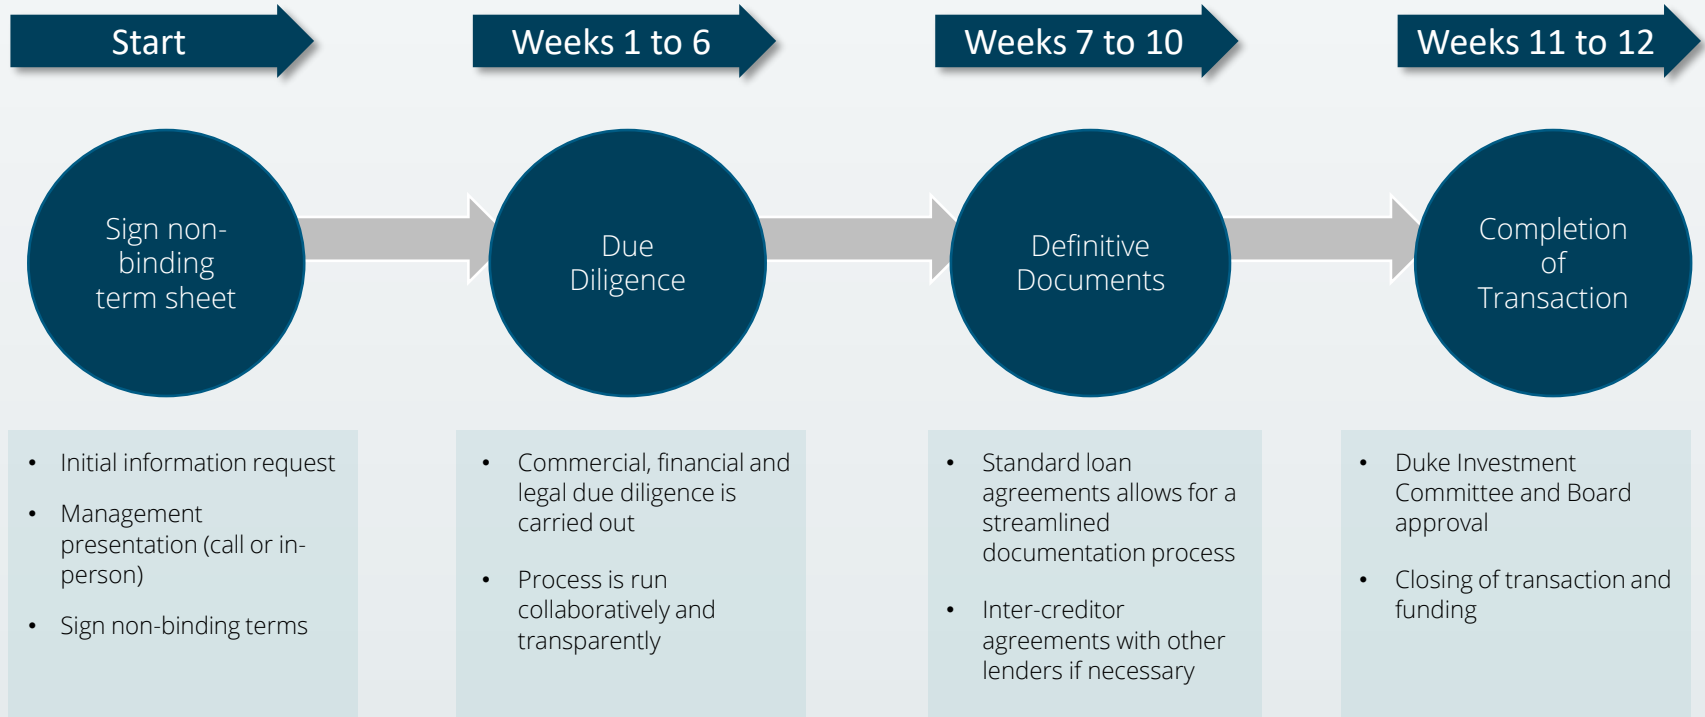 Start
Weeks 1 to 6
Weeks 7 to 10
Weeks 11 to 12
Sign non-
binding
term sheet
Due
Diligence
Definitive
Documents
Completion
of
Transaction
• Initial information request
• Management
presentation (call or in-
person)
• Sign non-binding terms
• Commercial, financial and
legal due diligence is
carried out
• Process is run
collaboratively and
transparently
• Standard loan
agreements allows for a
streamlined
documentation process
• Inter-creditor
agreements with other
lenders if necessary
• Duke Investment
Committee and Board
approval
• Closing of transaction and
funding